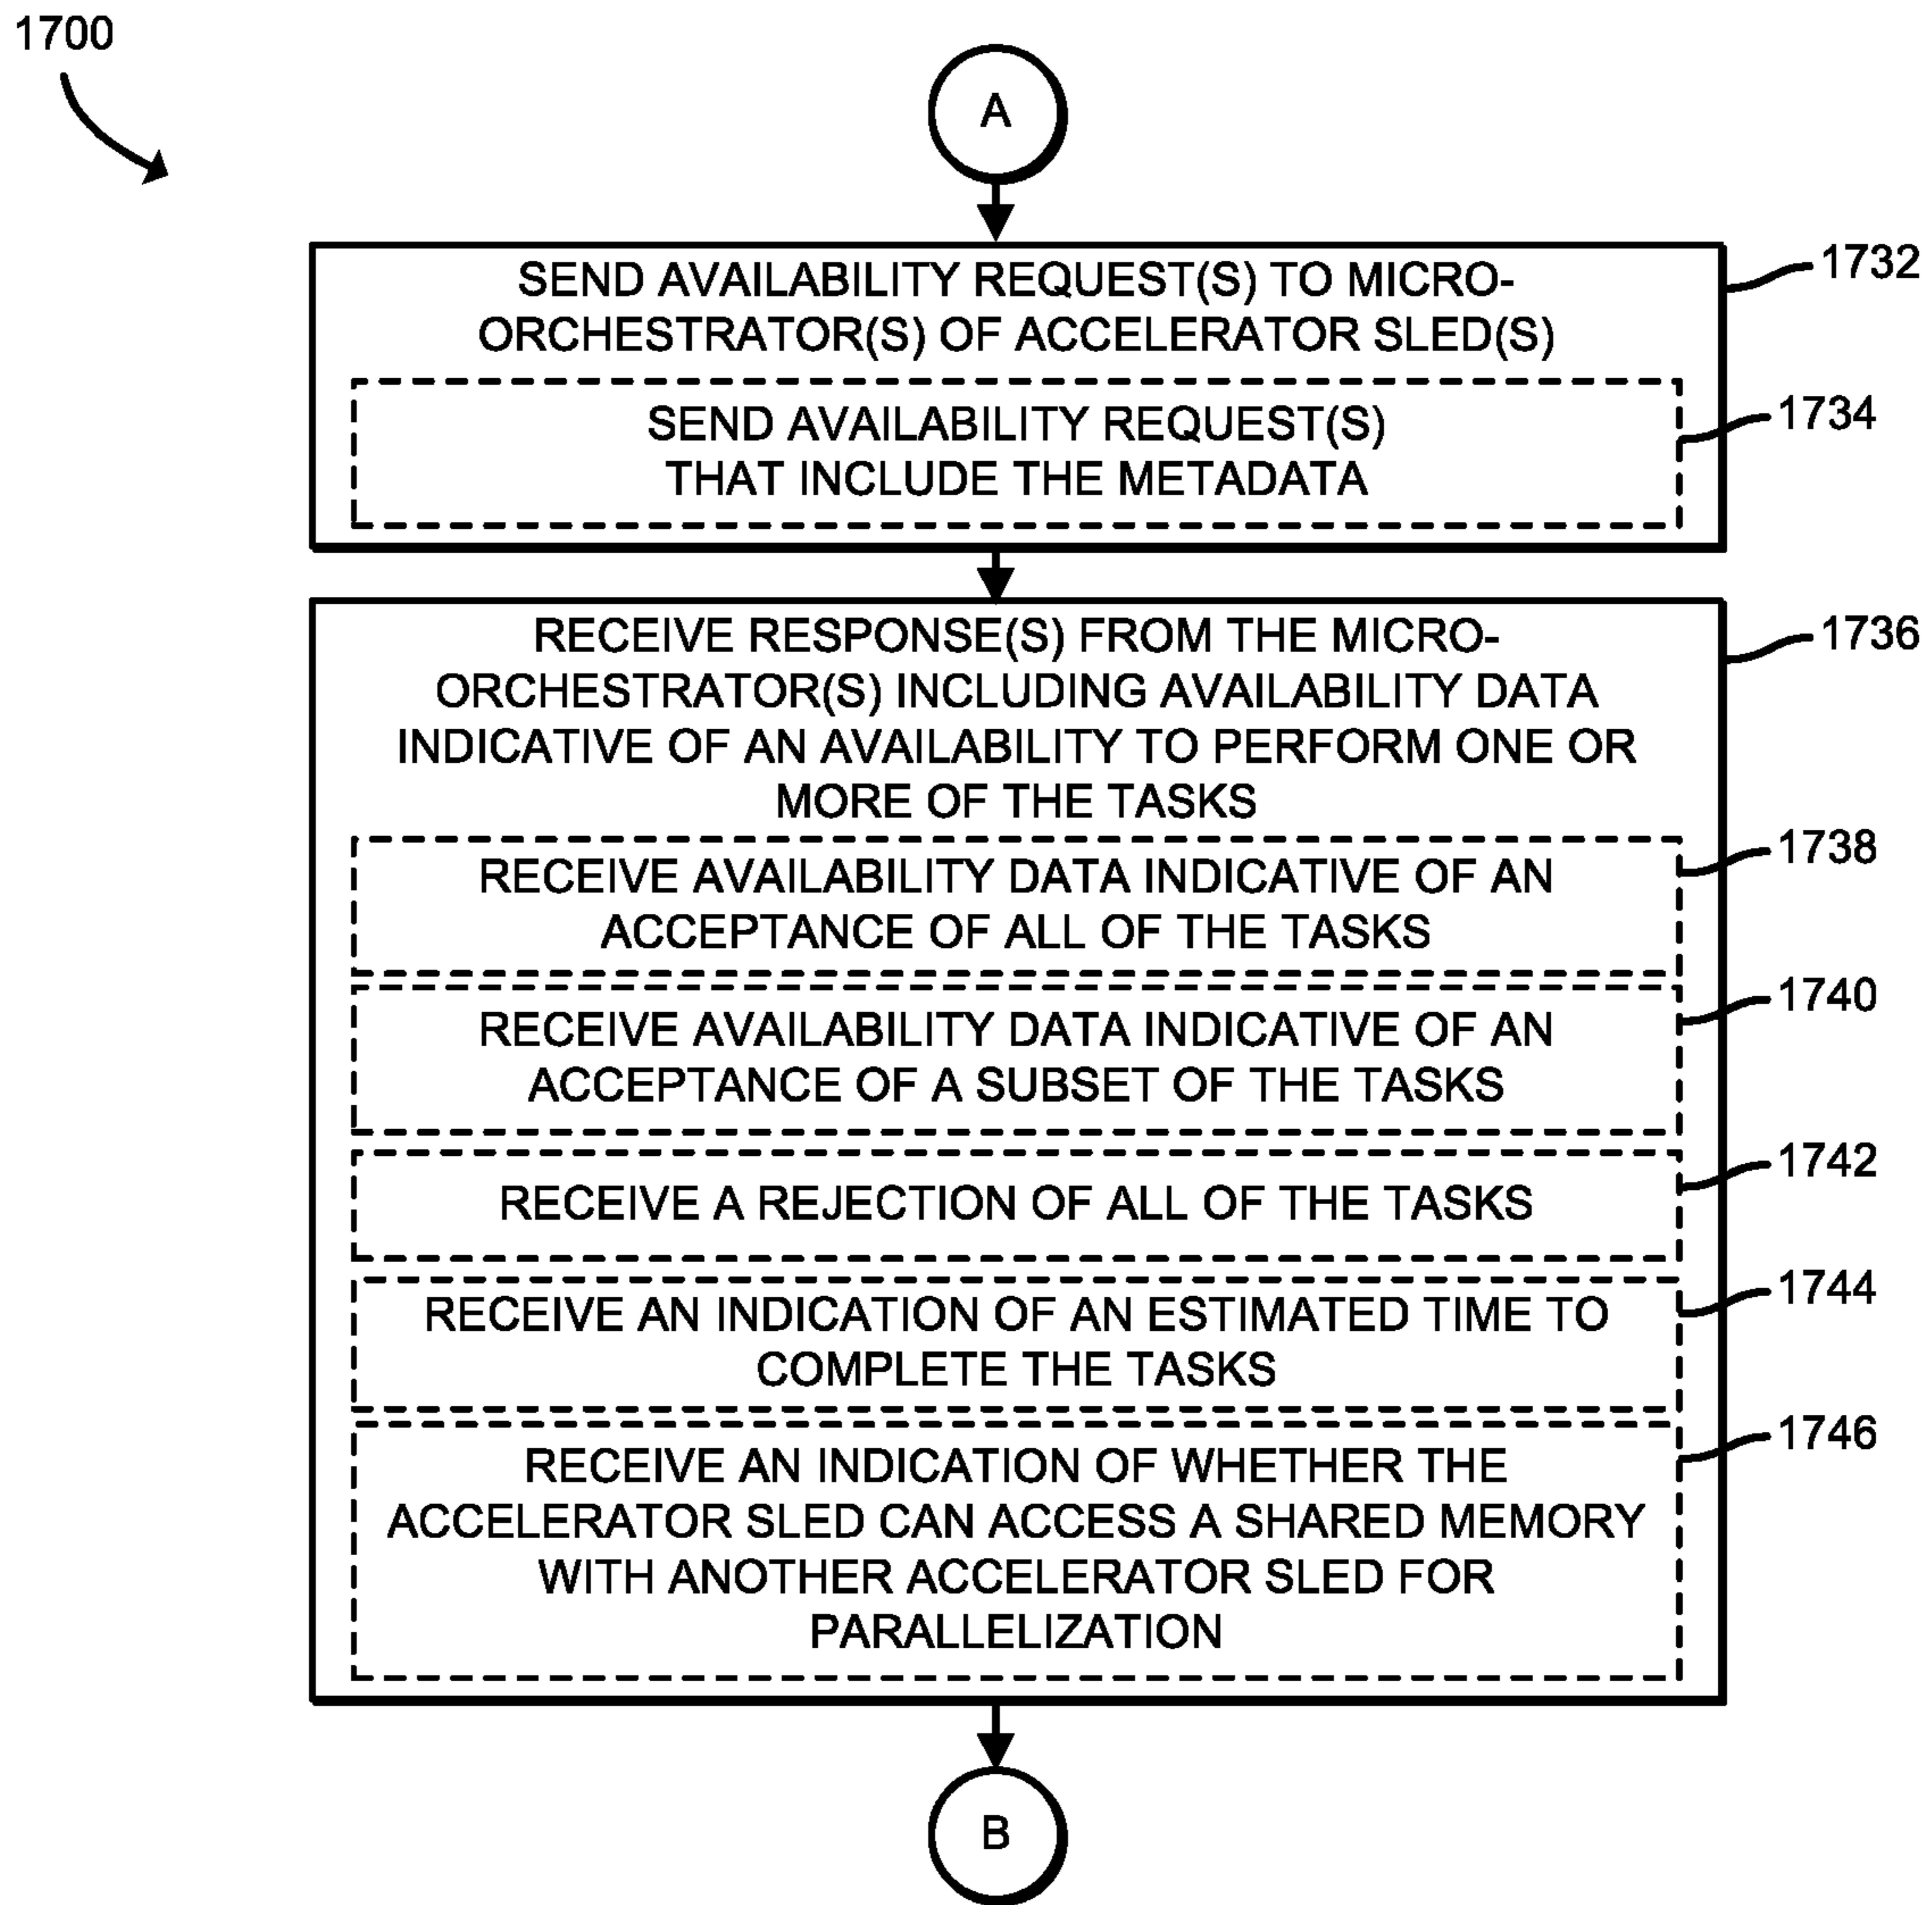 1700
A
SEND AVAILABILITY REQUEST(S) TO MICRO-
ORCHESTRATOR(S) OF ACCELERATOR SLED(S)
1732
SEND AVAILABILITY REQUEST(S)
THAT INCLUDE THE METADATA
1734
RECEIVE RESPONSE(S) FROM THE MICRO-
ORCHESTRATOR(S) INCLUDING AVAILABILITY DATA
INDICATIVE OF AN AVAILABILITY TO PERFORM ONE OR
MORE OF THE TASKS
1736
RECEIVE AVAILABILITY DATA INDICATIVE OF AN
ACCEPTANCE OF ALL OF THE TASKS
1738
RECEIVE AVAILABILITY DATA INDICATIVE OF AN
ACCEPTANCE OF A SUBSET OF THE TASKS
1740
RECEIVE A REJECTION OF ALL OF THE TASKS
1742
RECEIVE AN INDICATION OF AN ESTIMATED TIME TO
COMPLETE THE TASKS
1744
RECEIVE AN INDICATION OF WHETHER THE
ACCELERATOR SLED CAN ACCESS A SHARED MEMORY
WITH ANOTHER ACCELERATOR SLED FOR
PARALLELIZATION
1746
B